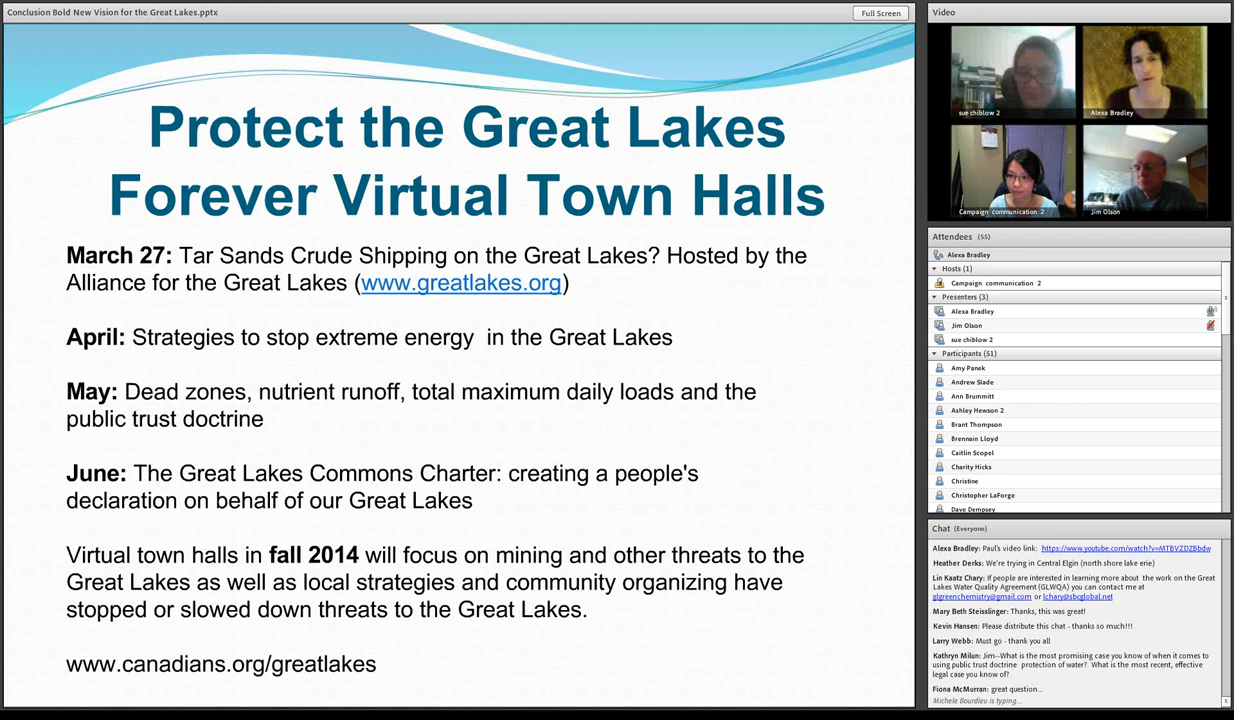 Conclusion Bold New Vision for the Great Lakes.pptx
Full Screen
Protect the Great Lakes
Forever Virtual Town Halls
March 27: Tar Sands Crude Shipping on the Great Lakes? Hosted by the
Alliance for the Great Lakes (www.greatlakes.org)
April: Strategies to stop extreme energy  in the Great Lakes
May: Dead zones, nutrient runoff, total maximum daily loads and the
public trust doctrine
June: The Great Lakes Commons Charter: creating a people's
declaration on behalf of our Great Lakes
Virtual town halls in fall 2014 will focus on mining and other threats to the
Great Lakes as well as local strategies and community organizing have
stopped or slowed down threats to the Great Lakes.
www.canadians.org/greatlakes
Video
sue chiblow 2
Alexa Bradley
Campaign communication 2
Jim Olson
Attendees (55)
Alexa Bradley
Hosts (1)
Campaign communication 2
Presenters (3)
Alexa Bradley
Jim Olson
sue chiblow 2
Participants (51)
Amy Panek
Andrew Slade
Ann Brummitt
Ashley Hewson 2
Brant Thompson
Brennain Lloyd
Caitlin Scopel
Charity Hicks
Christine
Christopher LaForge
Dave Dempsey
Chat (Everyone)
Alexa Bradley: Paul's video link: https://www.youtube.com/watch?v=MTBVZDZBbdw
Heather Derks: We're trying in Central Elgin (north shore lake erie)
Lin Kaatz Chary: If people are interested in learning more about the work on the Great
Lakes Water Quality Agreement (GLWQA) you can contact me at
glgreenchemistry@gmail.com or lchary@sbcglobal.net
Mary Beth Steisslinger: Thanks, this was great!
Kevin Hansen: Please distribute this chat - thanks so much!!!
Larry Webb: Must go - thank you all
Kathryn Milun: Jim--What is the most promising case you know of when it comes to
using public trust doctrine protection of water? What is the most recent, effective
legal case you know of?
Fiona McMurran: great question...
Michele Bourdieu is typing...